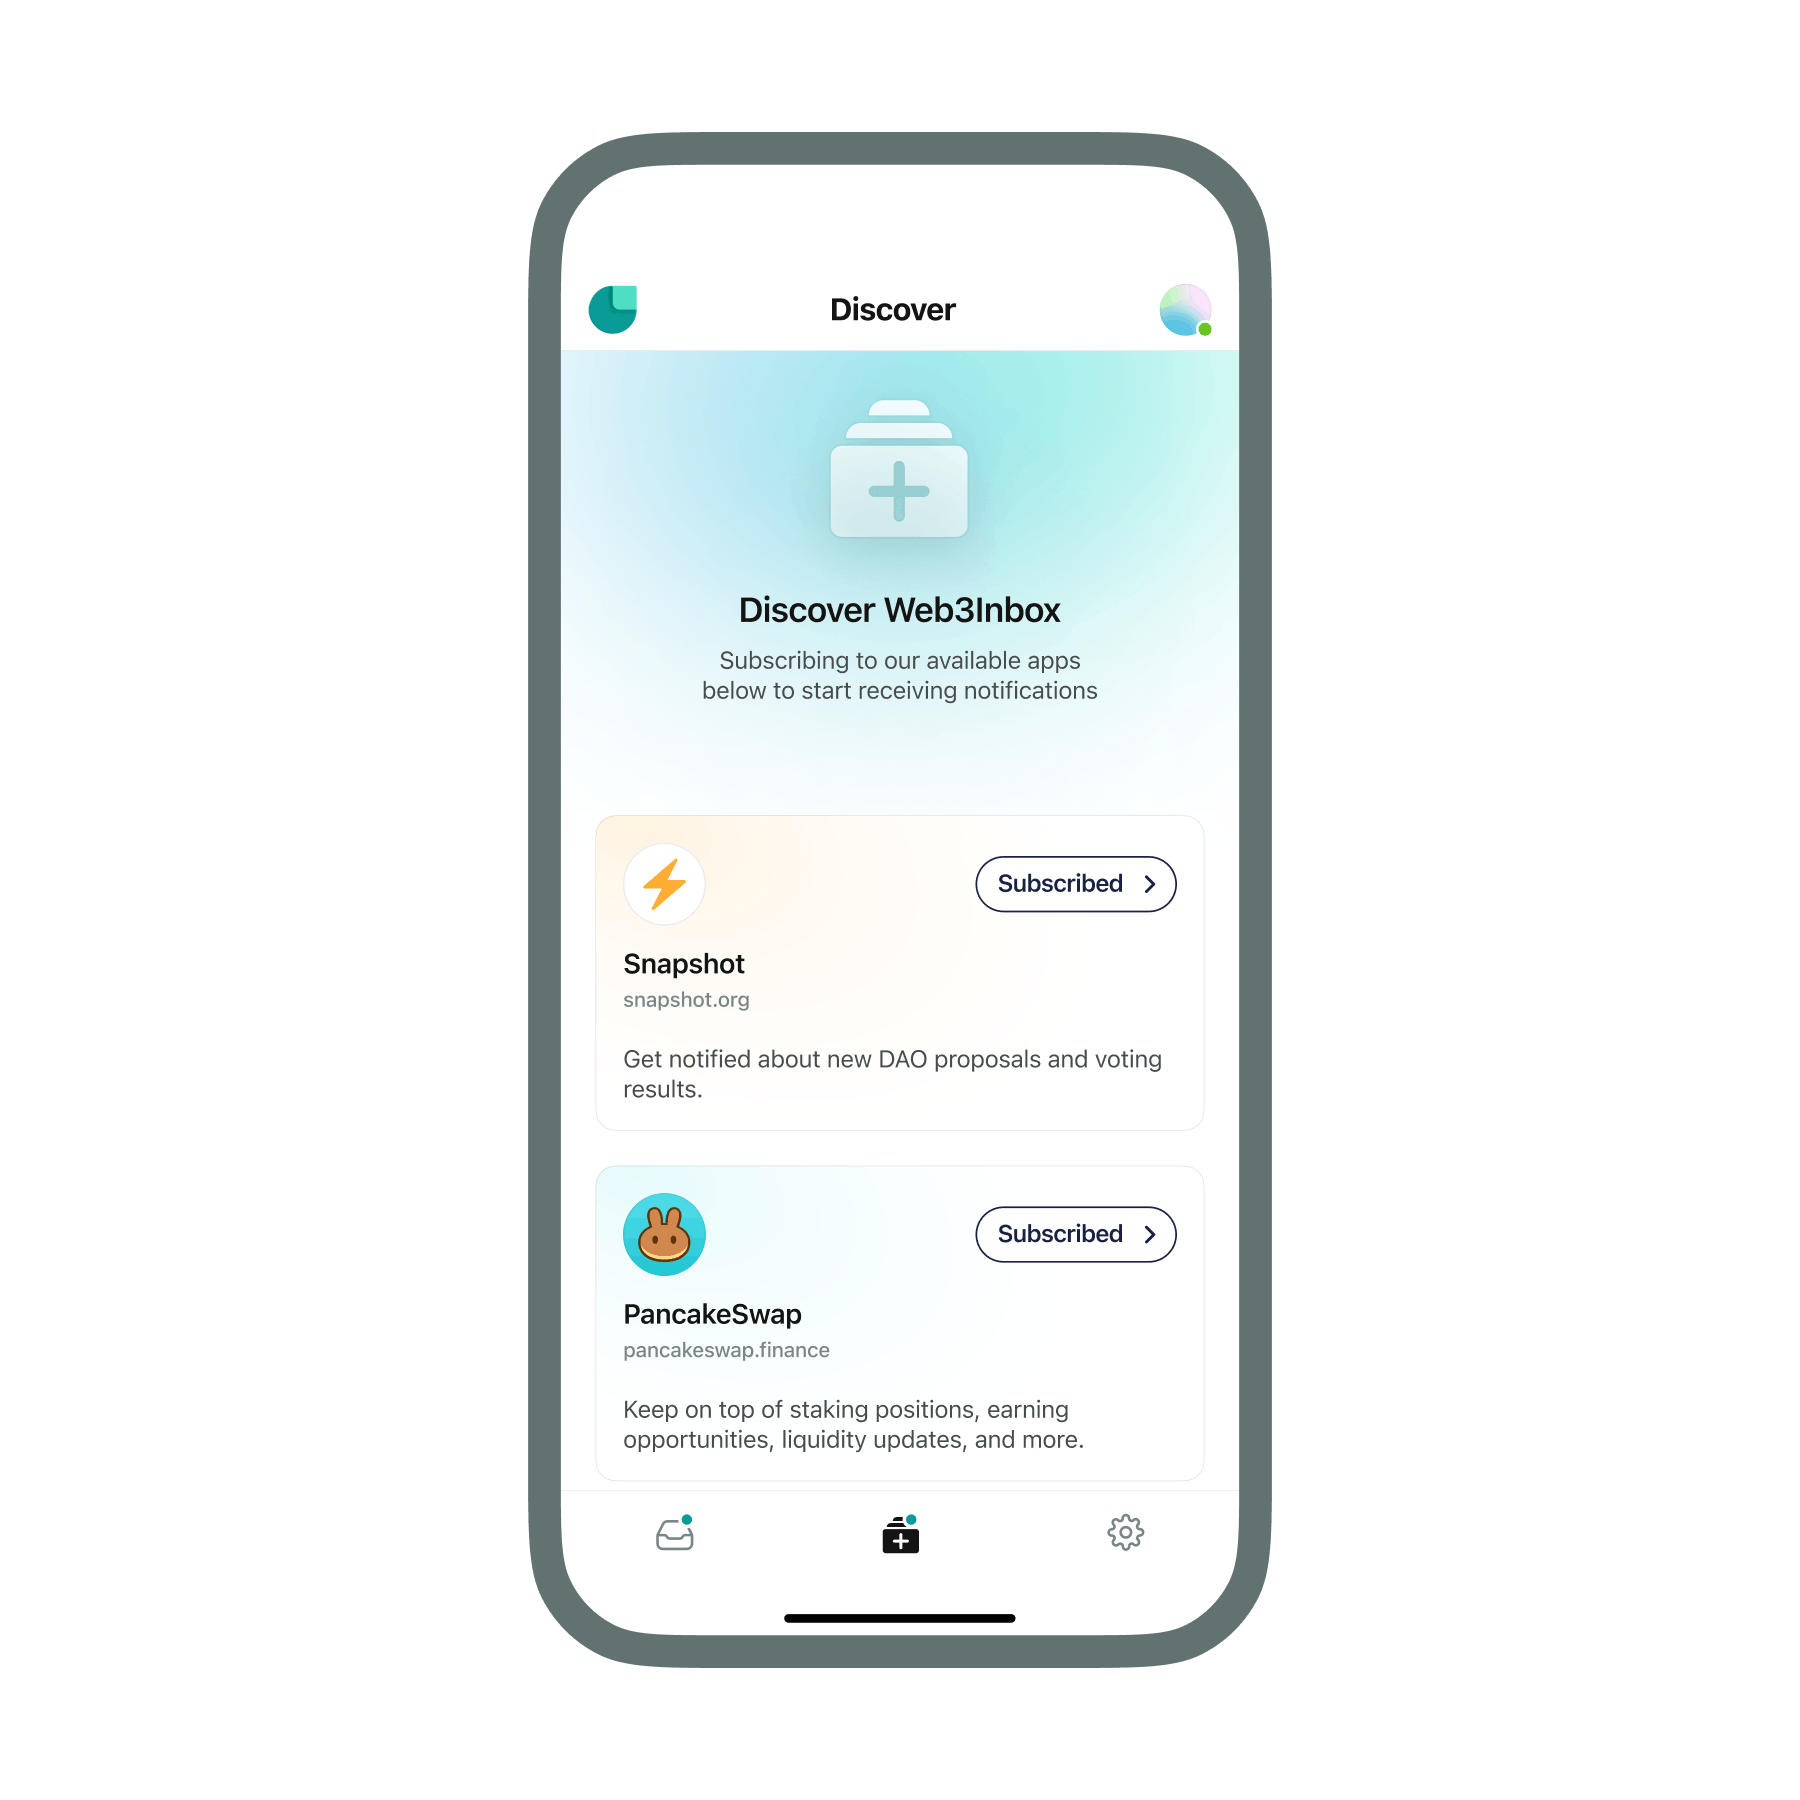 Discover
Discover Web3Inbox
Subscribing to our available apps
below to start receiving notifications
Subscribed
Snapshot
snapshot.org
Get notified about new DAO proposals and voting
results.
Subscribed
PancakeSwap
pancakeswap.finance
Keep on top of staking positions, earning
opportunities, liquidity updates, and more.